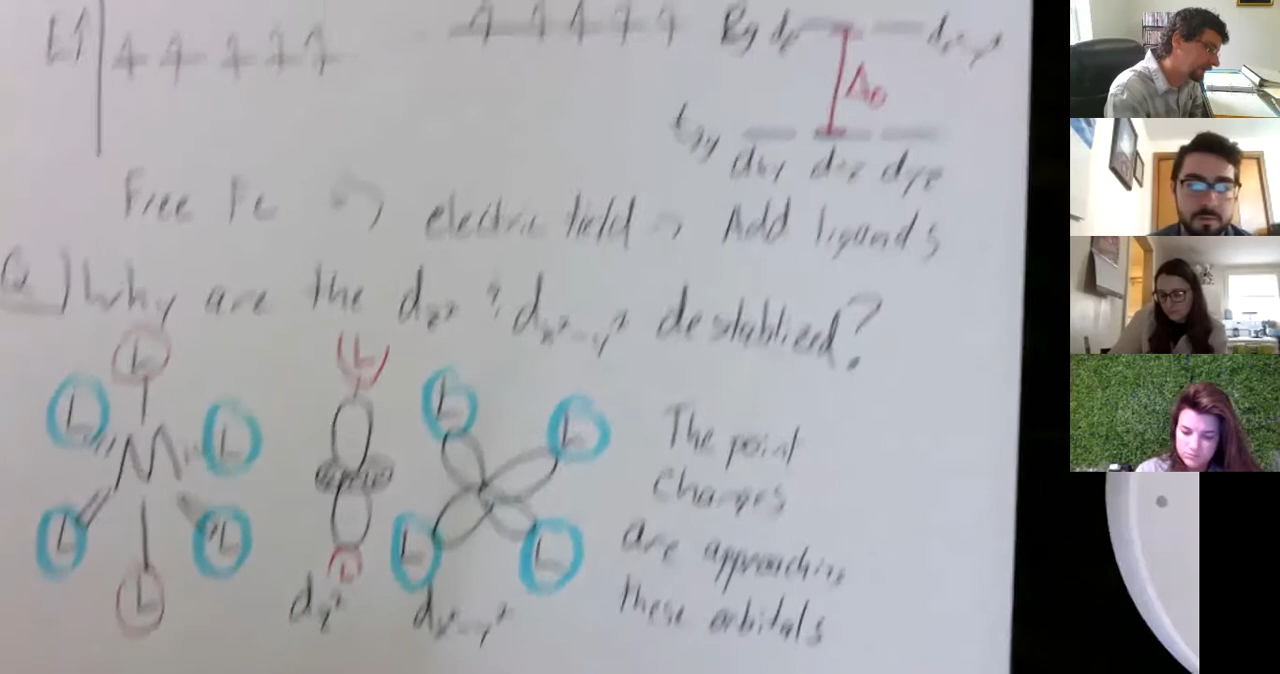 E↑
Eg dz² dx²-y²
Δo
t2g
dxy dxz dyz
Free Fe → electric field → Add ligands
Q) Why are the dz² & dx²-y² destablized?
L
L L
M
L L
L
L
L
dz²
L L
L L
dx²-y²
The point
charges
are approaching
these orbitals